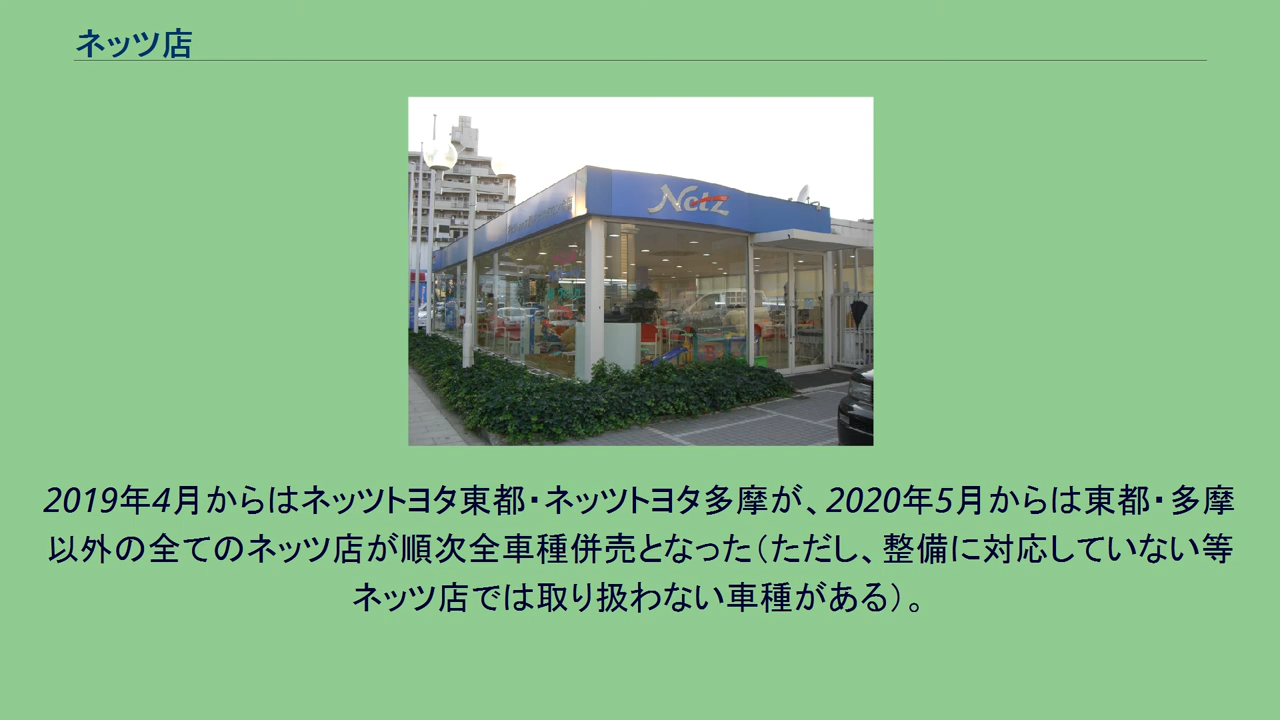 ネッツ店
Netz
2019年4月からはネッツトヨタ東都・ネッツトヨタ多摩が、2020年5月からは東都・多摩
以外の全てのネッツ店が順次全車種併売となった（ただし、整備に対応していない等
ネッツ店では取り扱わない車種がある）。